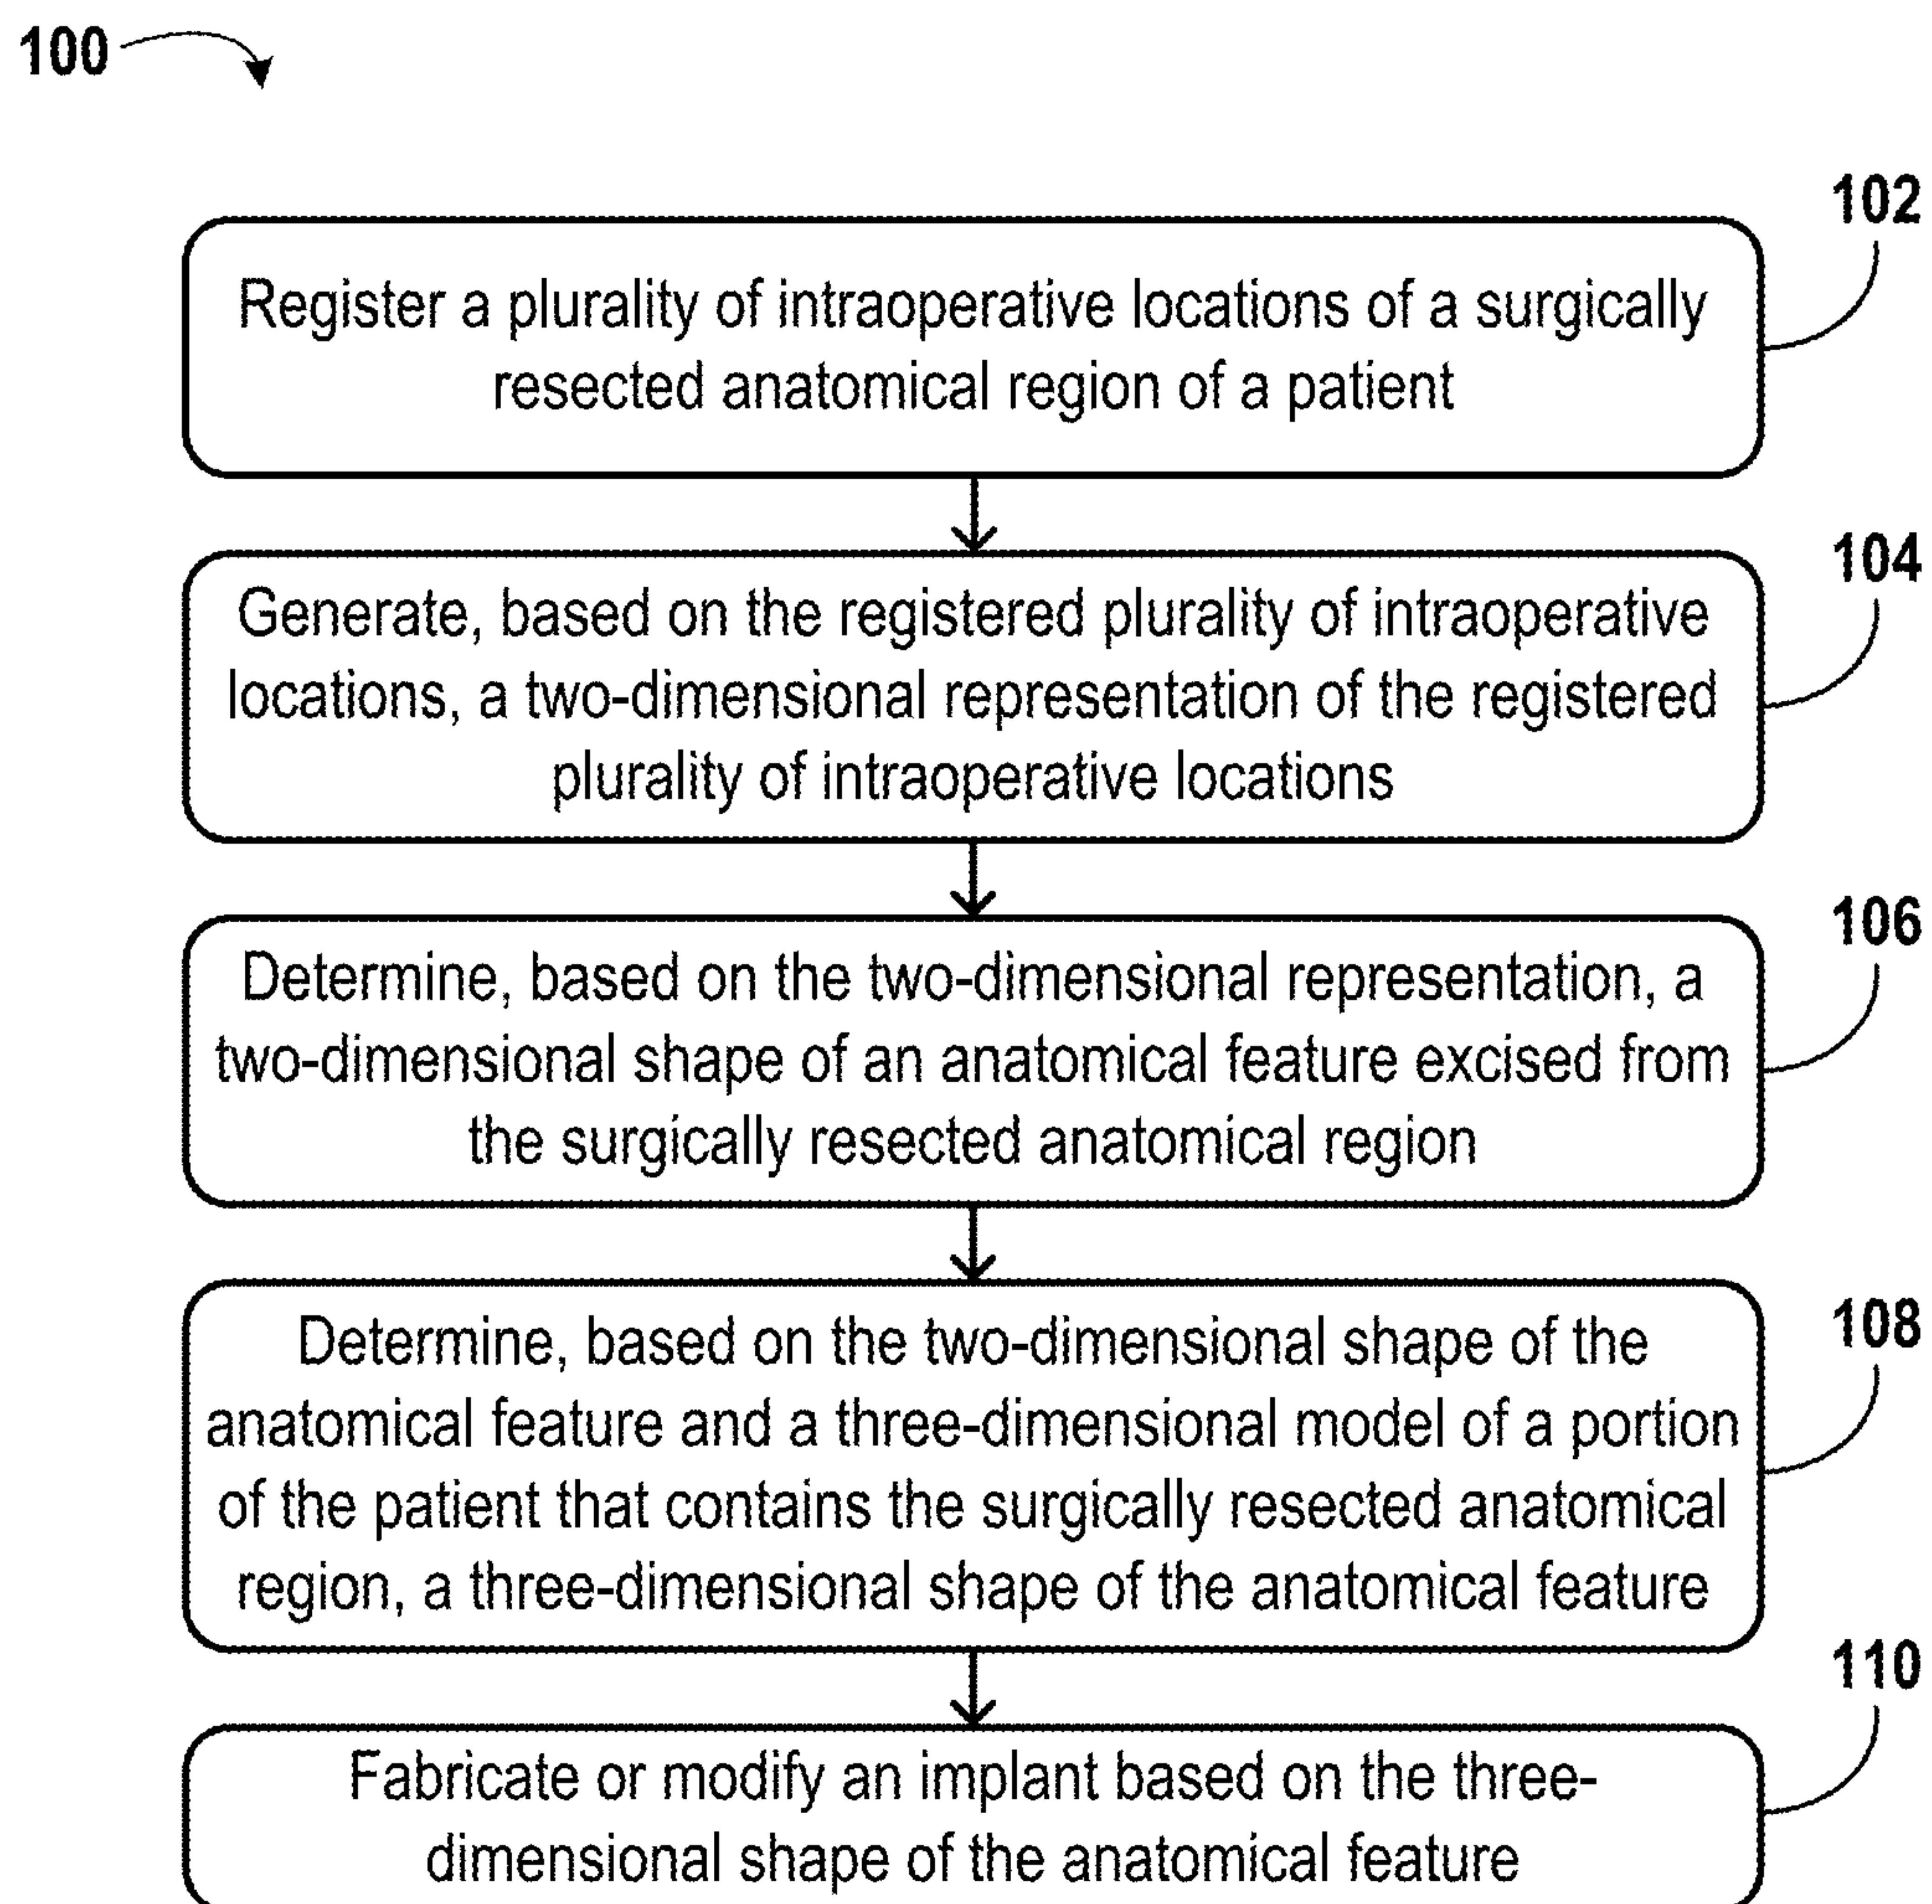 100
102
Register a plurality of intraoperative locations of a surgically
resected anatomical region of a patient
104
Generate, based on the registered plurality of intraoperative
locations, a two-dimensional representation of the registered
plurality of intraoperative locations
106
Determine, based on the two-dimensional representation, a
two-dimensional shape of an anatomical feature excised from
the surgically resected anatomical region
108
Determine, based on the two-dimensional shape of the
anatomical feature and a three-dimensional model of a portion
of the patient that contains the surgically resected anatomical
region, a three-dimensional shape of the anatomical feature
110
Fabricate or modify an implant based on the three-
dimensional shape of the anatomical feature